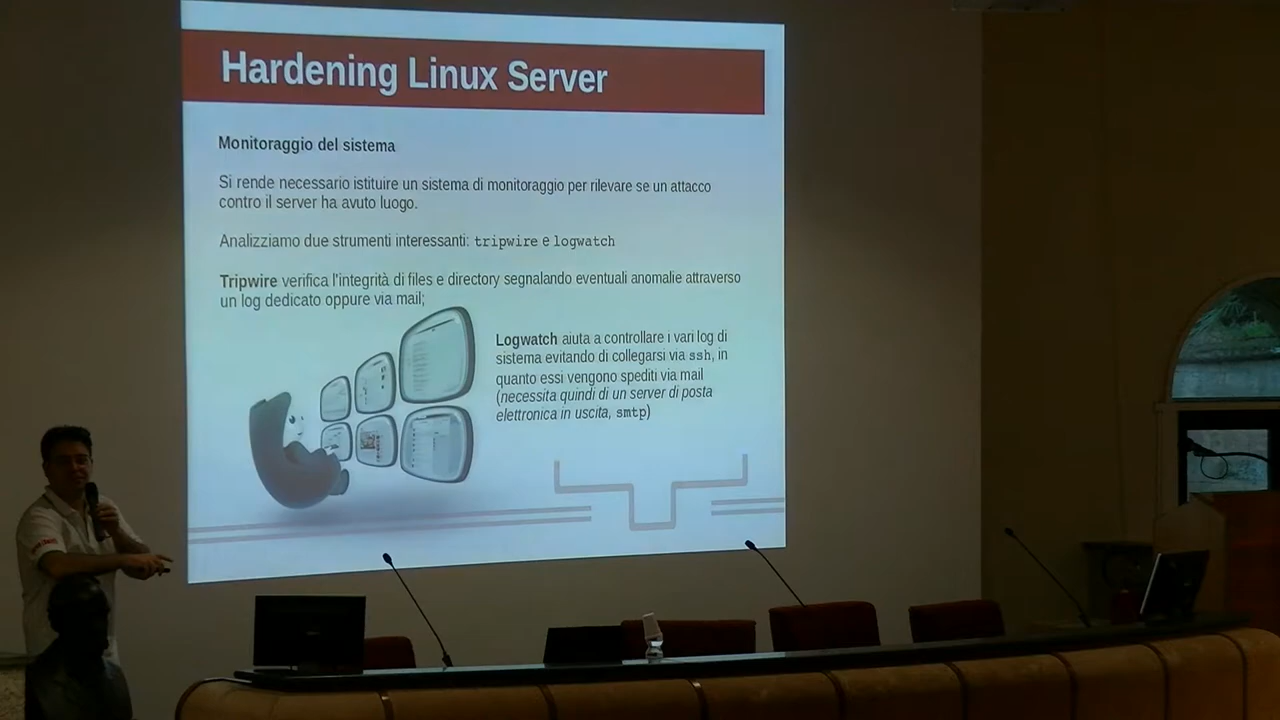 Hardening Linux Server
Monitoraggio del sistema
Si rende necessario istituire un sistema di monitoraggio per rilevare se un attacco
contro il server ha avuto luogo.
Analizziamo due strumenti interessanti: tripwire e logwatch
Tripwire verifica l'integrità di files e directory segnalando eventuali anomalie attraverso
un log dedicato oppure via mail;
Logwatch aiuta a controllare i vari log di
sistema evitando di collegarsi via ssh, in
quanto essi vengono spediti via mail
(necessita quindi di un server di posta
elettronica in uscita, smtp)